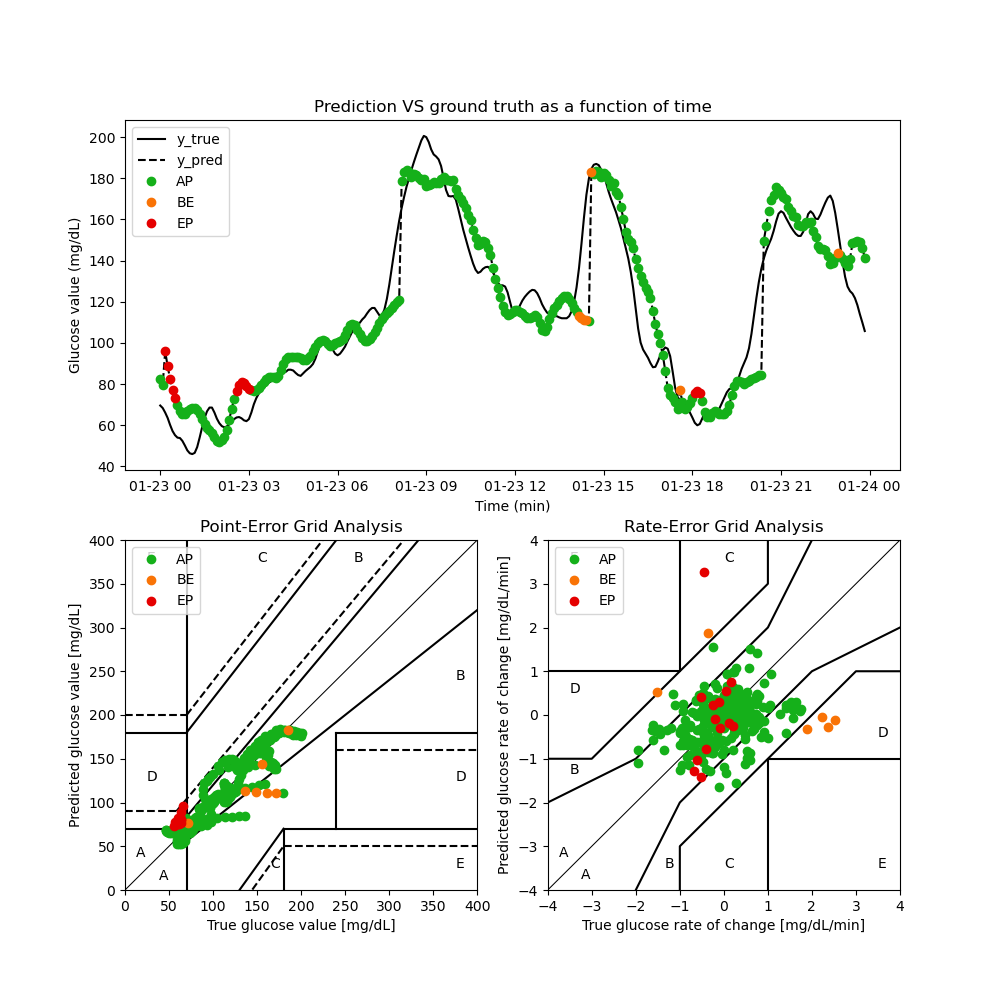 Prediction VS ground truth as a function of time
Glucose value (mg/dL)
200
180
160
140
120
100
80
60
40
y_true
y_pred
AP
BE
EP
01-23 00 01-23 03 01-23 06 01-23 09 01-23 12 01-23 15 01-23 18 01-23 21 01-24 00
Time (min)
Point-Error Grid Analysis
Predicted glucose value [mg/dL]
400
350
300
250
200
150
100
50
0
AP
BE
EP
C B
B
D D
A
A
C E
0 50 100 150 200 250 300 350 400
True glucose value [mg/dL]
Rate-Error Grid Analysis
Predicted glucose rate of change [mg/dL/min]
4
3
2
1
0
−1
−2
−3
−4
AP
BE
EP
C
D
D
B
A
A
B C E
−4 −3 −2 −1 0 1 2 3 4
True glucose rate of change [mg/dL/min]